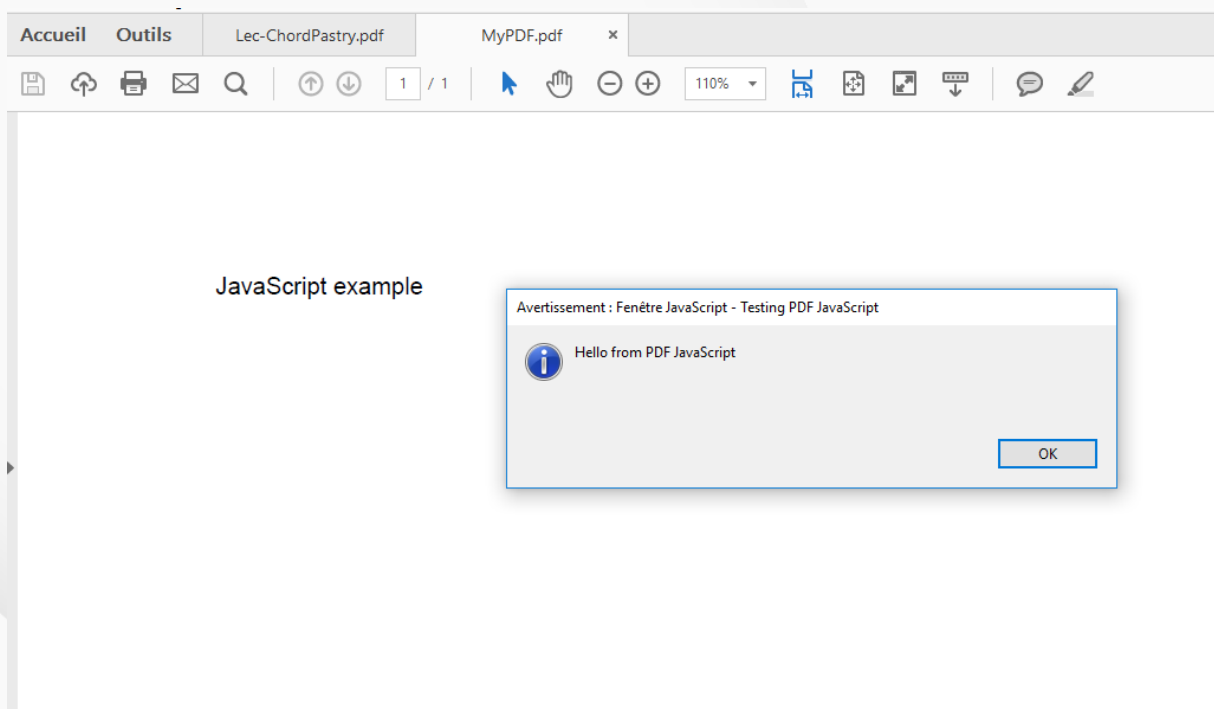 Accueil Outils Lec-ChordPastry.pdf MyPDF.pdf ×
1 / 1 110%
JavaScript example
Avertissement : Fenêtre JavaScript - Testing PDF JavaScript
Hello from PDF JavaScript
OK